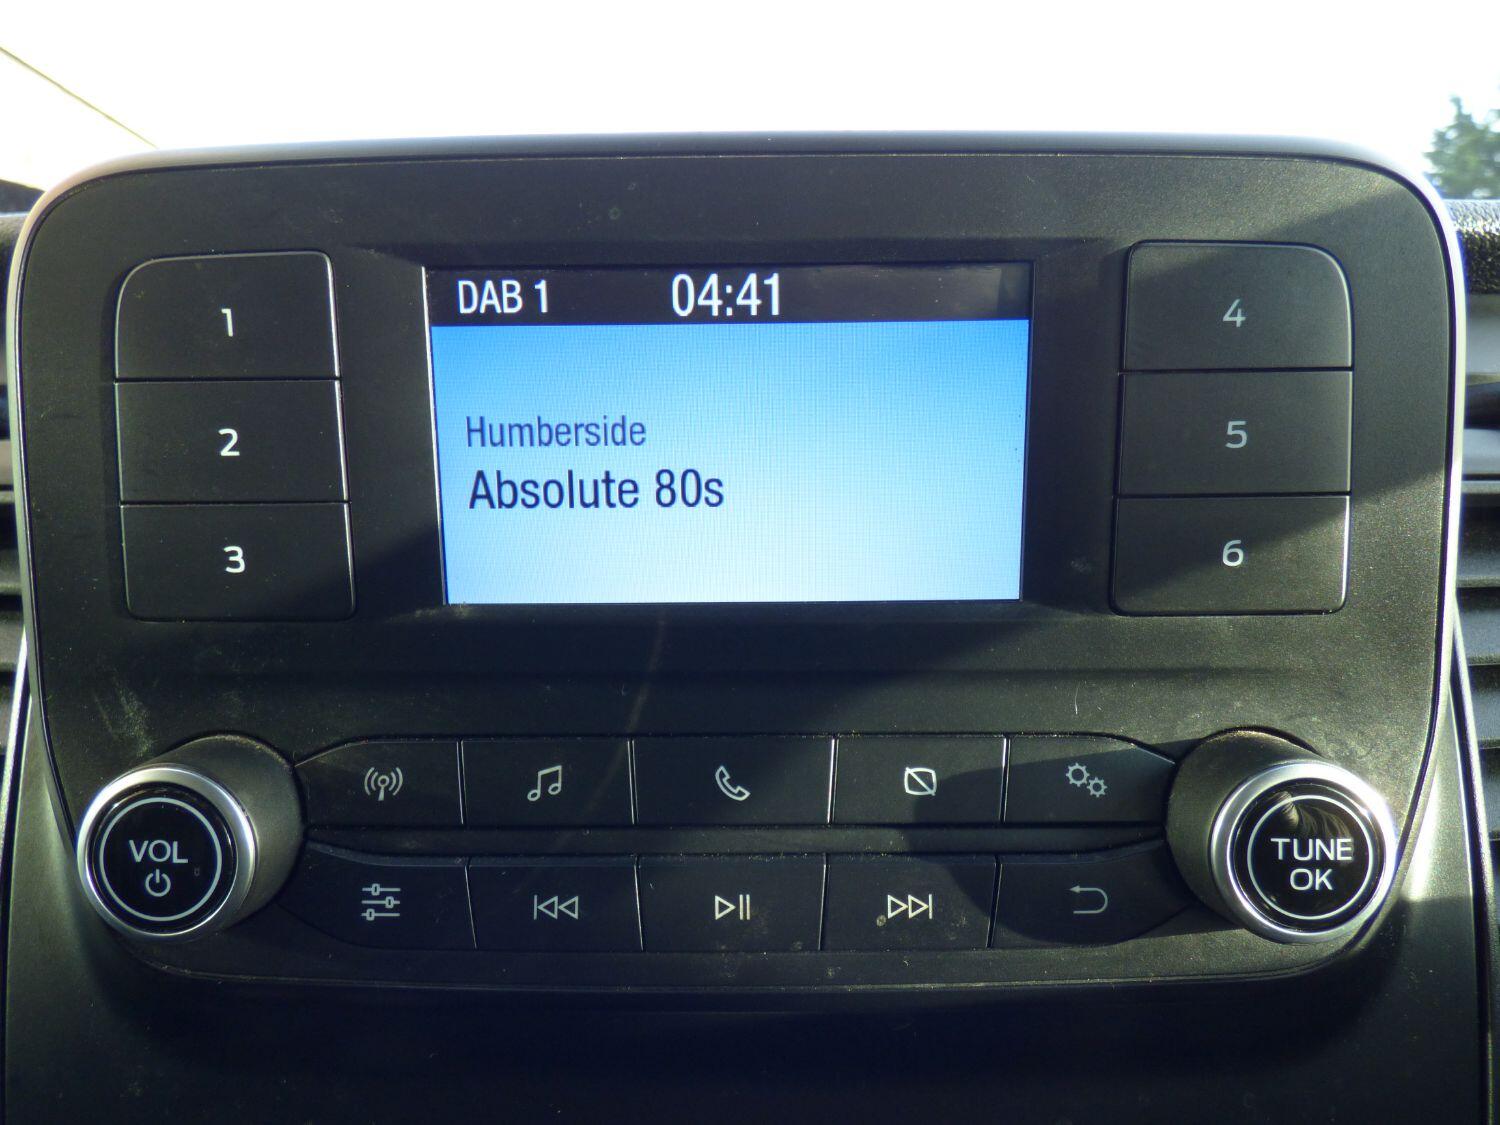 DAB 1 04:41
Humberside
Absolute 80s
1
2
3
4
5
6
VOL
TUNE
OK